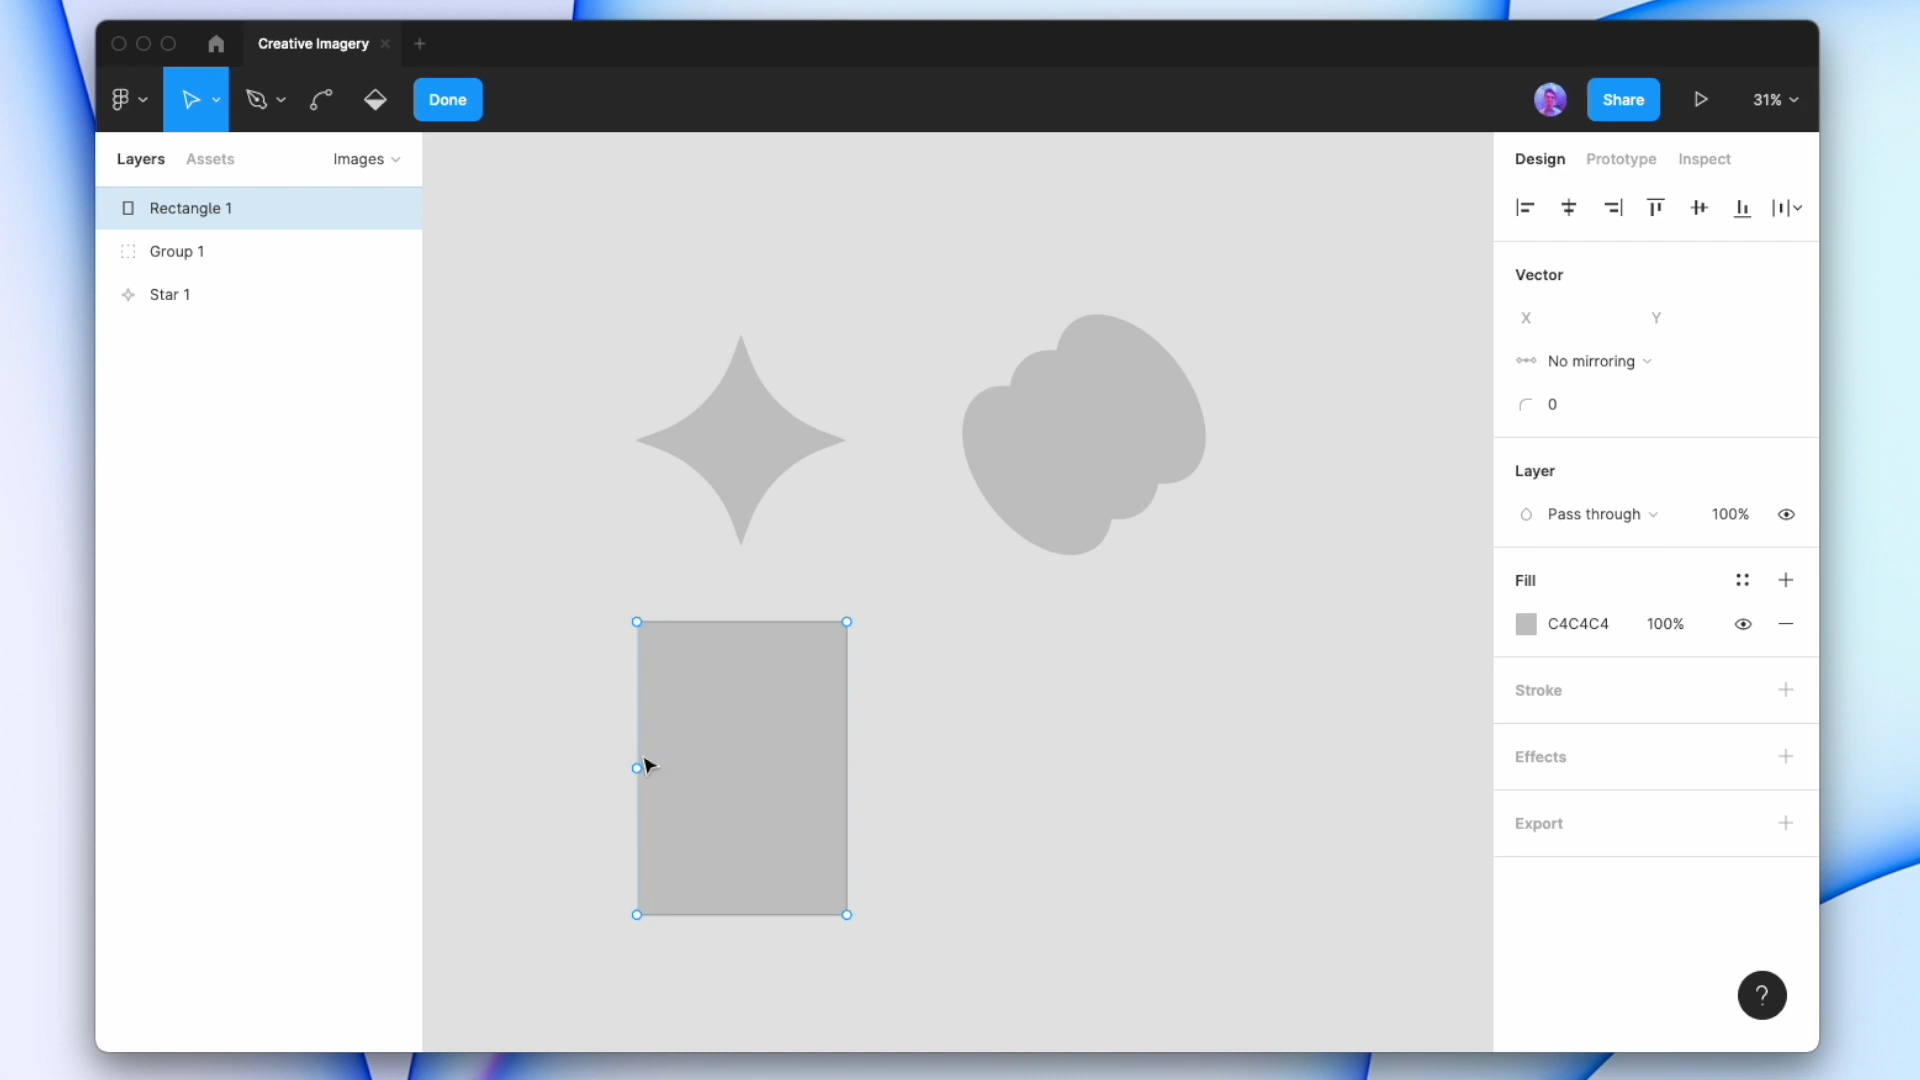 Creative Imagery
Done
Share
31%
Layers Assets Images
Rectangle 1
Group 1
Star 1
Design Prototype Inspect
Vector
X Y
No mirroring
0
Layer
Pass through 100%
Fill
C4C4C4 100%
Stroke
Effects
Export
?